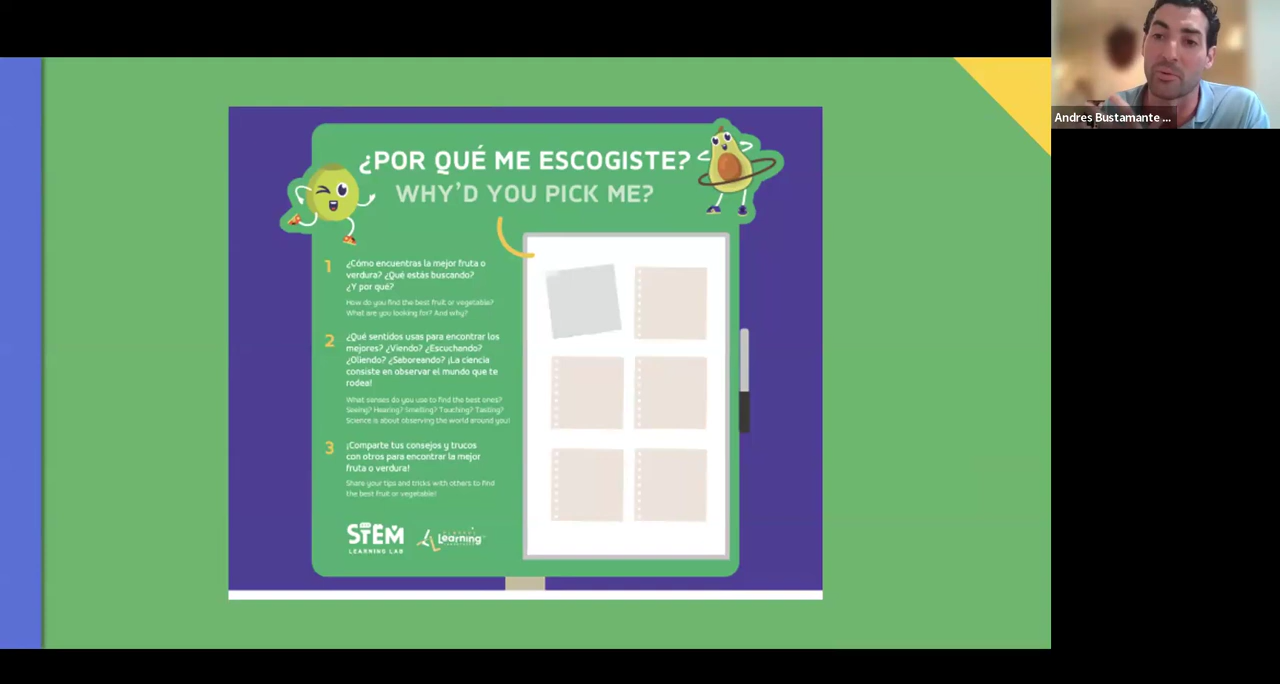 ¿POR QUÉ ME ESCOGISTE?
WHY'D YOU PICK ME?
1
¿Cómo encuentras la mejor fruta o
verdura? ¿Qué estás buscando?
¿Y por qué?
How do you find the best fruit or vegetable?
What are you looking for? And why?
2
¿Qué sentidos usas para encontrar los
mejores? ¿Viendo? ¿Escuchando?
¿Oliendo? ¿Saboreando? ¡La ciencia
consiste en observar el mundo que te
rodea!
What senses do you use to find the best ones?
Seeing? Hearing? Smelling? Touching? Tasting?
Science is about observing the world around you!
3
¡Comparte tus consejos y trucos
con otros para encontrar la mejor
fruta o verdura!
Share your tips and tricks with others to find
the best fruit or vegetable!
STEM
LEARNING LAB
Learning
Andres Bustamante ...